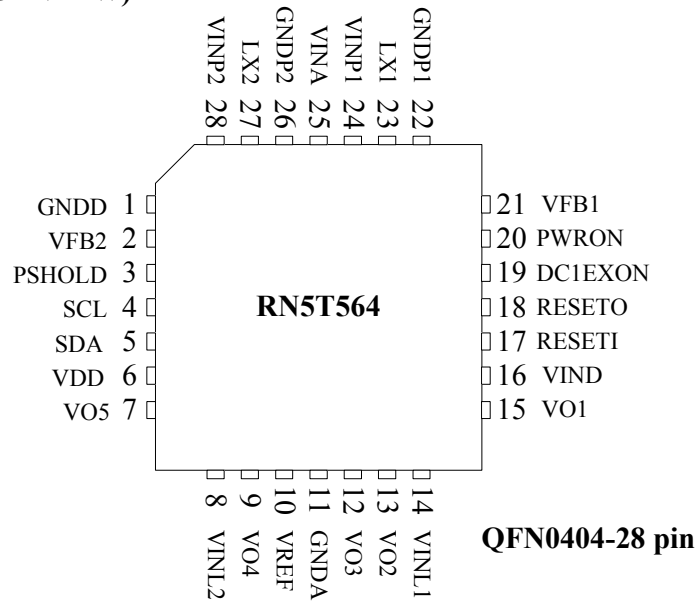 VINP2 LX2 GNDP2 VINA VINP1 LX1 GNDP1
28 27 26 25 24 23 22
GNDD 1
VFB2 2
PSHOLD 3
SCL 4
SDA 5
VDD 6
VO5 7
RN5T564
21 VFB1
20 PWRON
19 DC1EXON
18 RESETO
17 RESETI
16 VIND
15 VO1
8 9 10 11 12 13 14
VINL2 VO4 VREF GNDA VO3 VO2 VINL1
QFN0404-28 pin